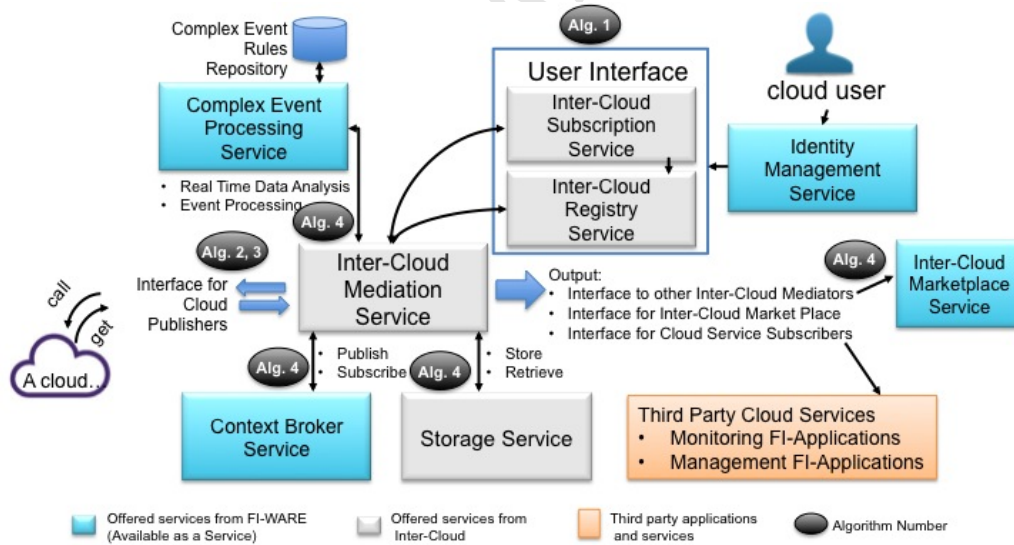 Complex Event
Rules
Repository
Alg. 1
User Interface
cloud user
Complex Event
Processing
Service
Inter-Cloud
Subscription
Service
Identity
Management
Service
• Real Time Data Analysis
• Event Processing
Inter-Cloud
Registry
Service
Alg. 4
Alg. 2, 3
Interface for
Cloud
Publishers
Inter-Cloud
Mediation
Service
Output:
• Interface to other Inter-Cloud Mediators
• Interface for Inter-Cloud Market Place
• Interface for Cloud Service Subscribers
Alg. 4
Inter-Cloud
Marketplace
Service
call
get
A cloud...
Alg. 4
• Publish
• Subscribe
Alg. 4
• Store
• Retrieve
Context Broker
Service
Storage Service
Third Party Cloud Services
• Monitoring FI-Applications
• Management FI-Applications
Offered services from FI-WARE
(Available as a Service)
Offered services from
Inter-Cloud
Third party applications
and services
Algorithm Number